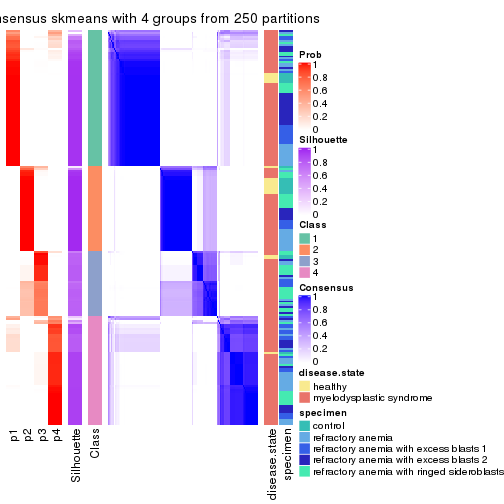 nsensus skmeans with 4 groups from 250 partitions
Prob
1
0.8
0.6
0.4
0.2
0
Silhouette
1
0.8
0.6
0.4
0.2
0
Class
1
2
3
4
Consensus
1
0.8
0.6
0.4
0.2
0
disease.state
healthy
myelodysplastic syndrome
specimen
control
refractory anemia
refractory anemia with excess blasts 1
refractory anemia with excess blasts 2
refractory anemia with ringed sideroblasts
p1
p2
p3
p4
Silhouette
Class
disease.state
specimen